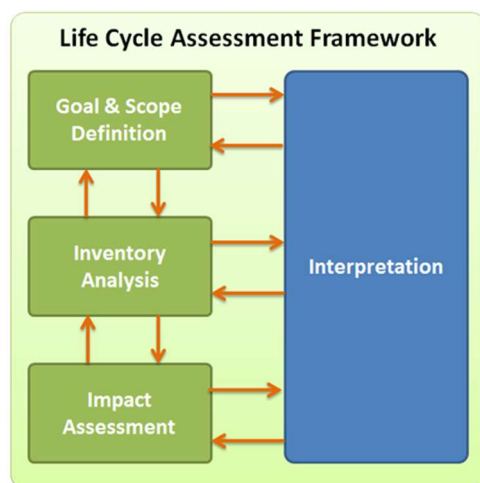 Life Cycle Assessment Framework
Goal & Scope
Definition
Inventory
Analysis
Interpretation
Impact
Assessment